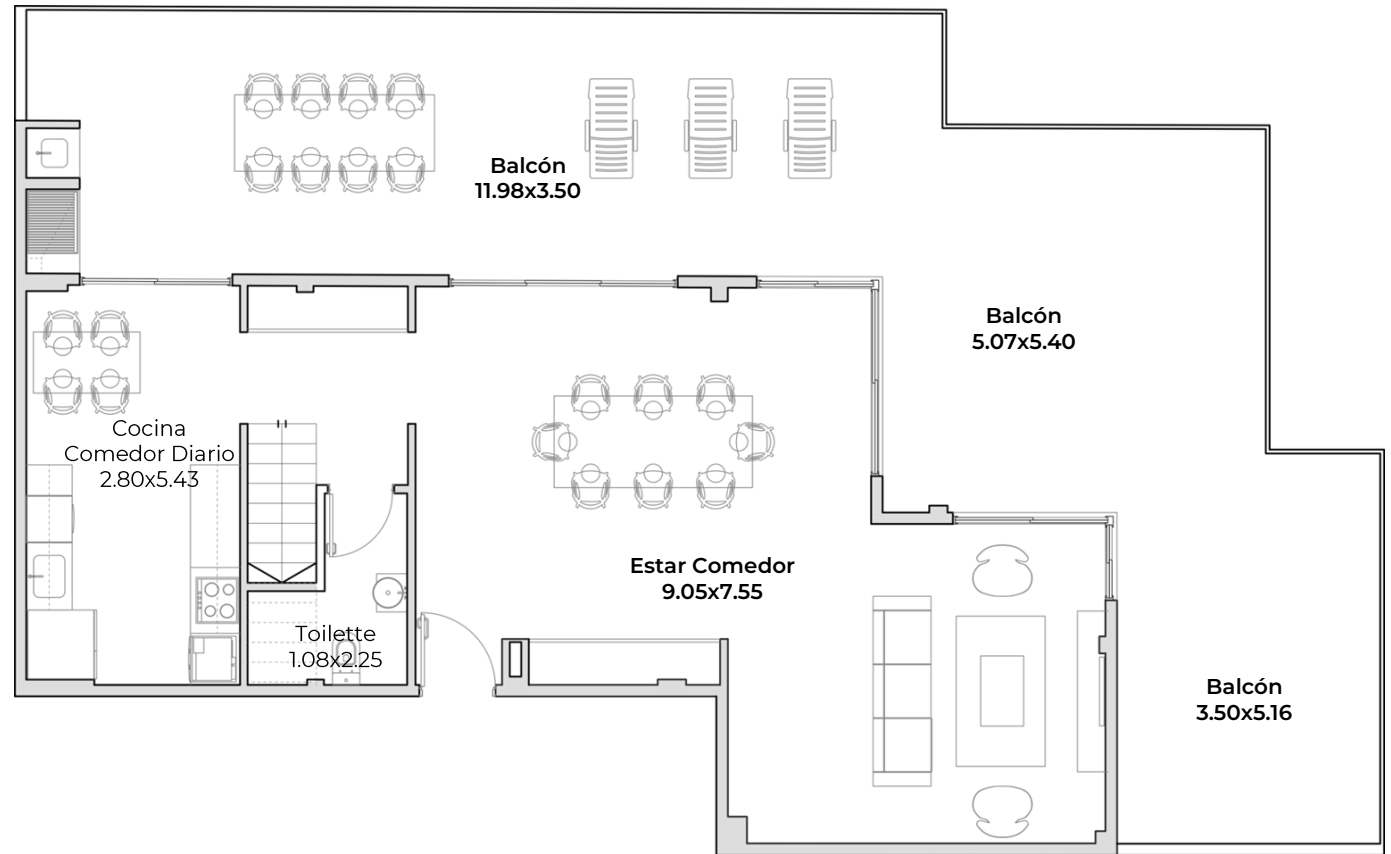 Balcón
11.98x3.50
Balcón
5.07x5.40
Cocina
Comedor Diario
2.80x5.43
Estar Comedor
9.05x7.55
Toilette
1.08x2.25
Balcón
3.50x5.16